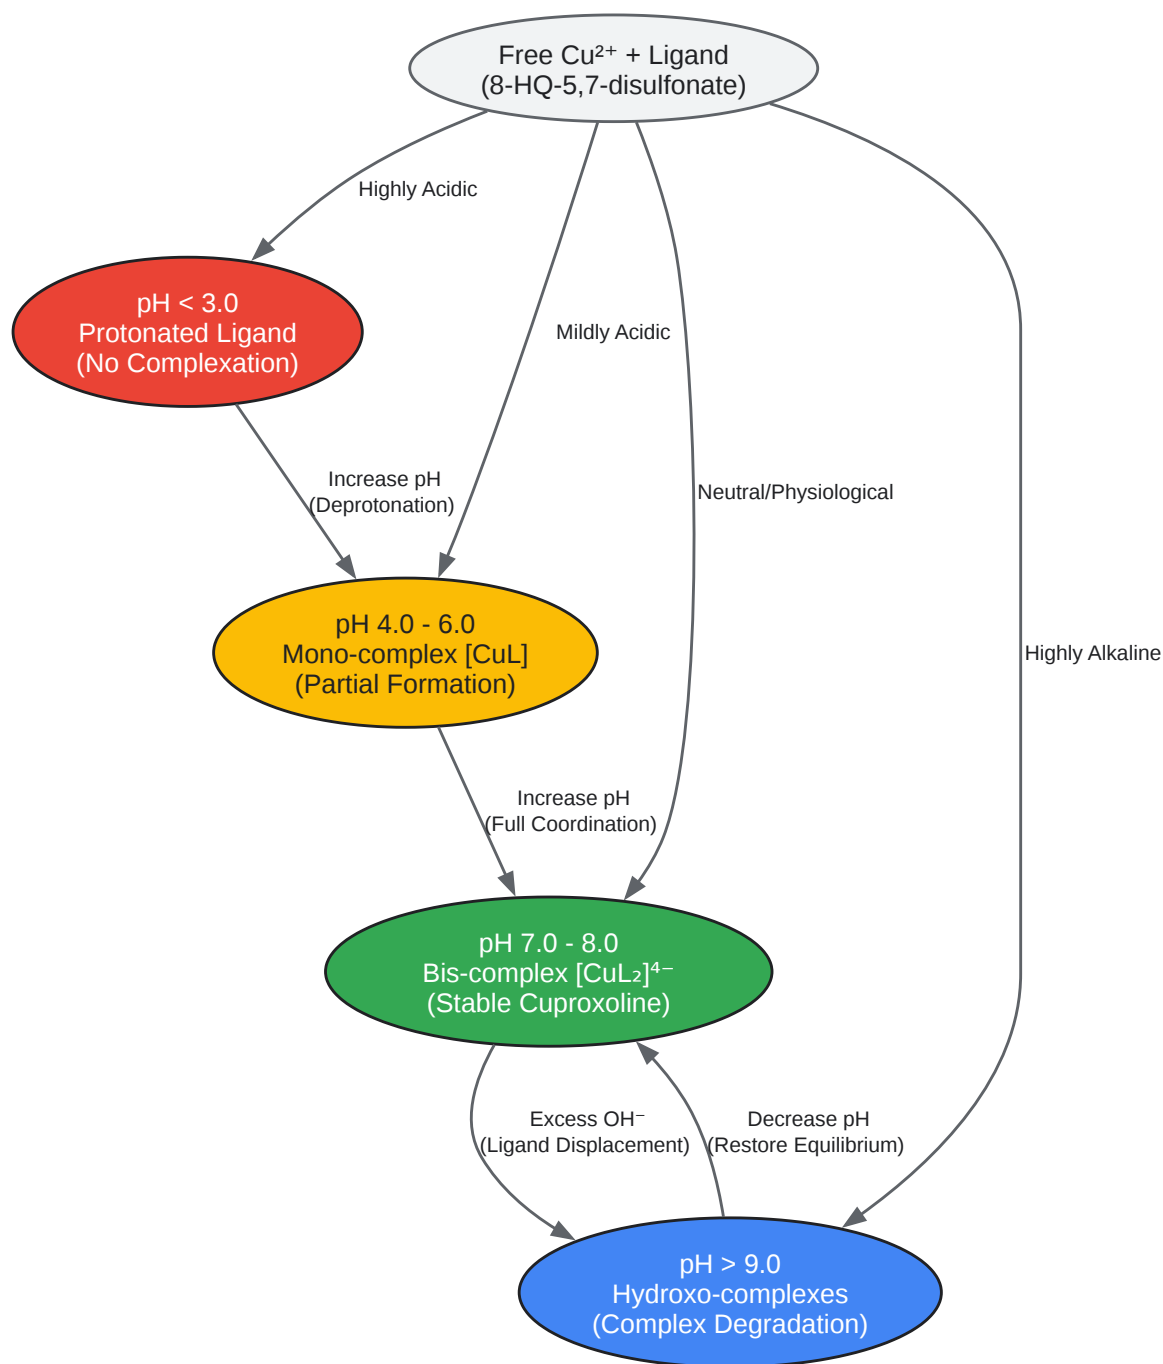 Free Cu²⁺ + Ligand
(8-HQ-5,7-disulfonate)
Highly Acidic
pH < 3.0
Protonated Ligand
(No Complexation)
Mildly Acidic
Increase pH
(Deprotonation)
Neutral/Physiological
pH 4.0 - 6.0
Mono-complex [CuL]
(Partial Formation)
Highly Alkaline
Increase pH
(Full Coordination)
pH 7.0 - 8.0
Bis-complex [CuL₂]⁴⁻
(Stable Cuproxoline)
Excess OH⁻
(Ligand Displacement)
Decrease pH
(Restore Equilibrium)
pH > 9.0
Hydroxo-complexes
(Complex Degradation)